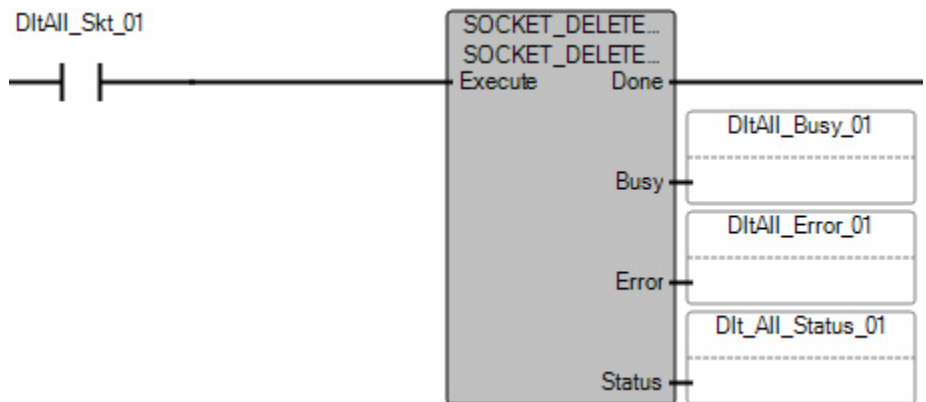 DltAll_Skt_01
SOCKET_DELETE...
SOCKET_DELETE...
Execute Done
DltAll_Busy_01
Busy
DltAll_Error_01
Error
Dlt_All_Status_01
Status